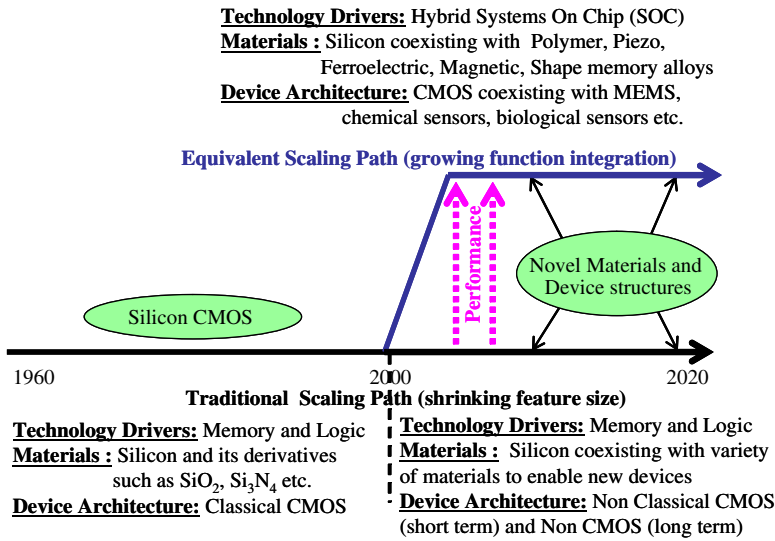 Technology Drivers: Hybrid Systems On Chip (SOC)
Materials : Silicon coexisting with Polymer, Piezo,
Ferroelectric, Magnetic, Shape memory alloys
Device Architecture: CMOS coexisting with MEMS,
chemical sensors, biological sensors etc.
Equivalent Scaling Path (growing function integration)
Performance
Novel Materials and
Device structures
Silicon CMOS
1960 2000 2020
Traditional Scaling Path (shrinking feature size)
Technology Drivers: Memory and Logic
Materials : Silicon and its derivatives
such as SiO2, Si3N4 etc.
Device Architecture: Classical CMOS
Technology Drivers: Memory and Logic
Materials : Silicon coexisting with variety
of materials to enable new devices
Device Architecture: Non Classical CMOS
(short term) and Non CMOS (long term)